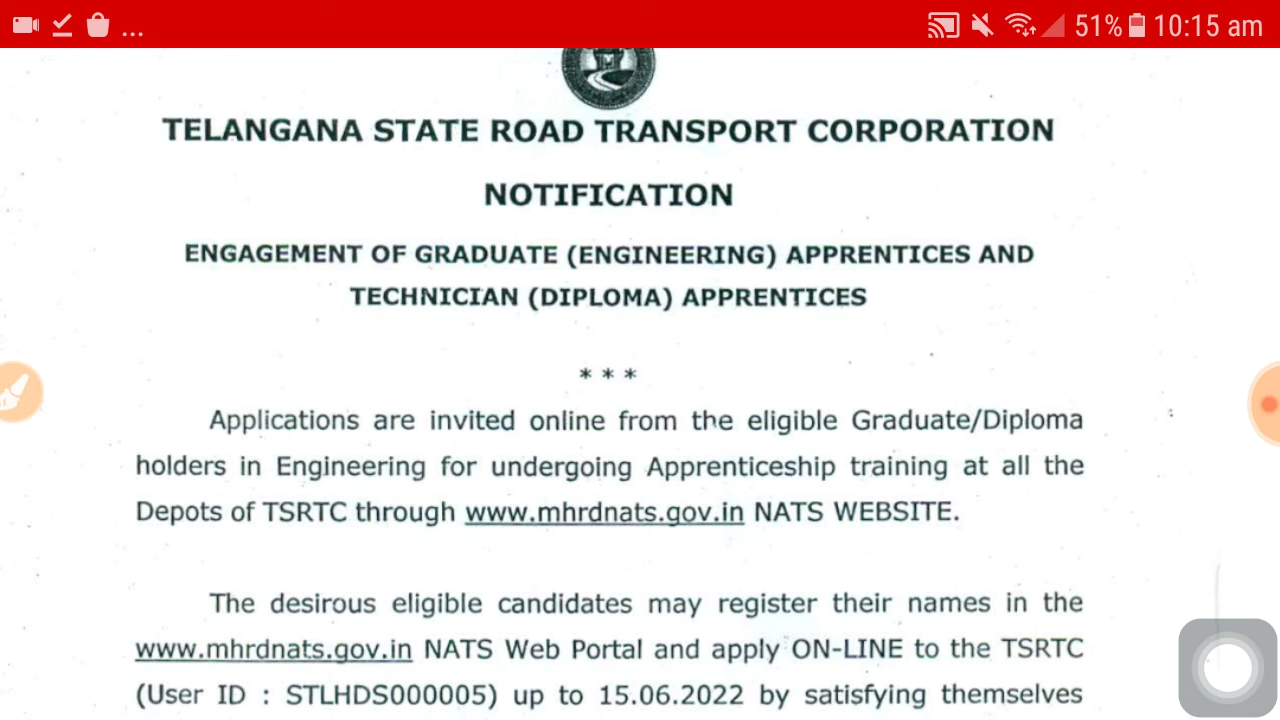 ... 51% 10:15 am
TELANGANA STATE ROAD TRANSPORT CORPORATION
NOTIFICATION
ENGAGEMENT OF GRADUATE (ENGINEERING) APPRENTICES AND
TECHNICIAN (DIPLOMA) APPRENTICES
* * *
Applications are invited online from the eligible Graduate/Diploma
holders in Engineering for undergoing Apprenticeship training at all the
Depots of TSRTC through www.mhrdnats.gov.in NATS WEBSITE.
The desirous eligible candidates may register their names in the
www.mhrdnats.gov.in NATS Web Portal and apply ON-LINE to the TSRTC
(User ID : STLHDS000005) up to 15.06.2022 by satisfying themselves